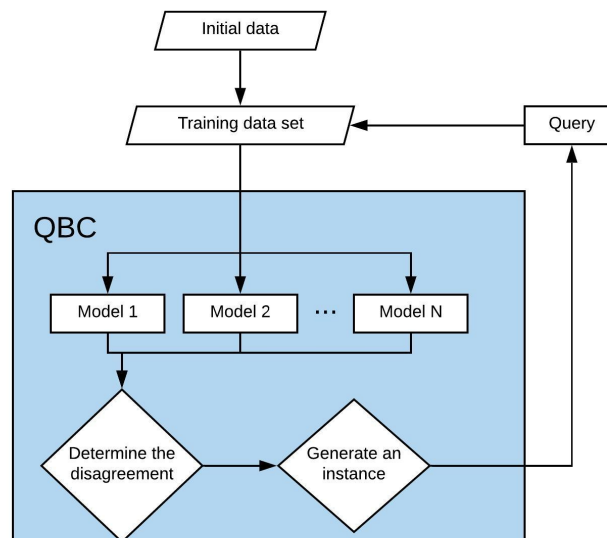 Initial data
Training data set
Query
QBC
Model 1
Model 2
...
Model N
Determine the
disagreement
Generate an
instance